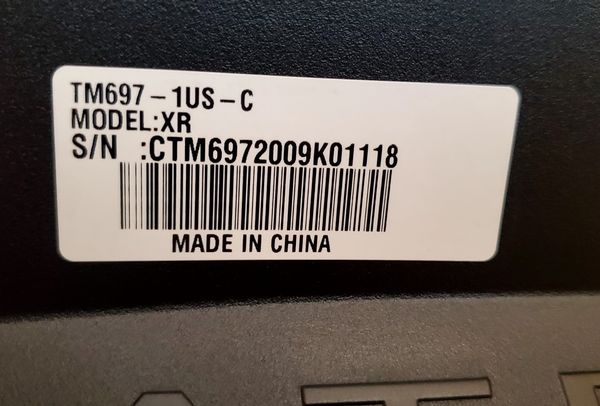 TM697-1US-C
MODEL:XR
S/N :CTM6972009K01118
MADE IN CHINA